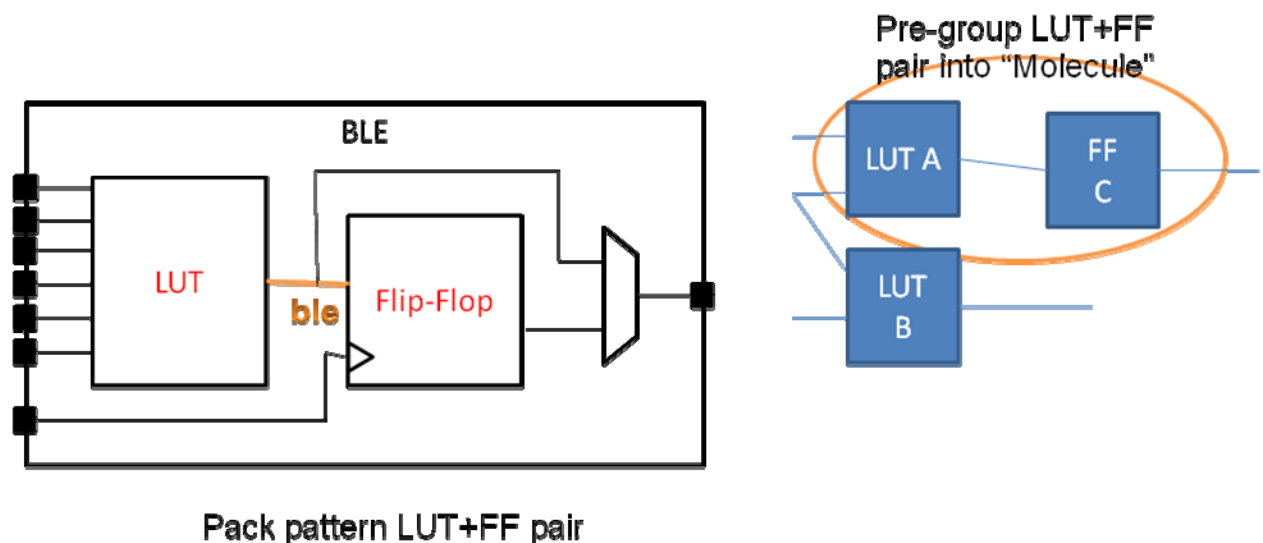 Pre-group LUT+FF
pair into “Molecule”
BLE
LUT
ble
Flip-Flop
LUT A
FF
C
LUT
B
Pack pattern LUT+FF pair